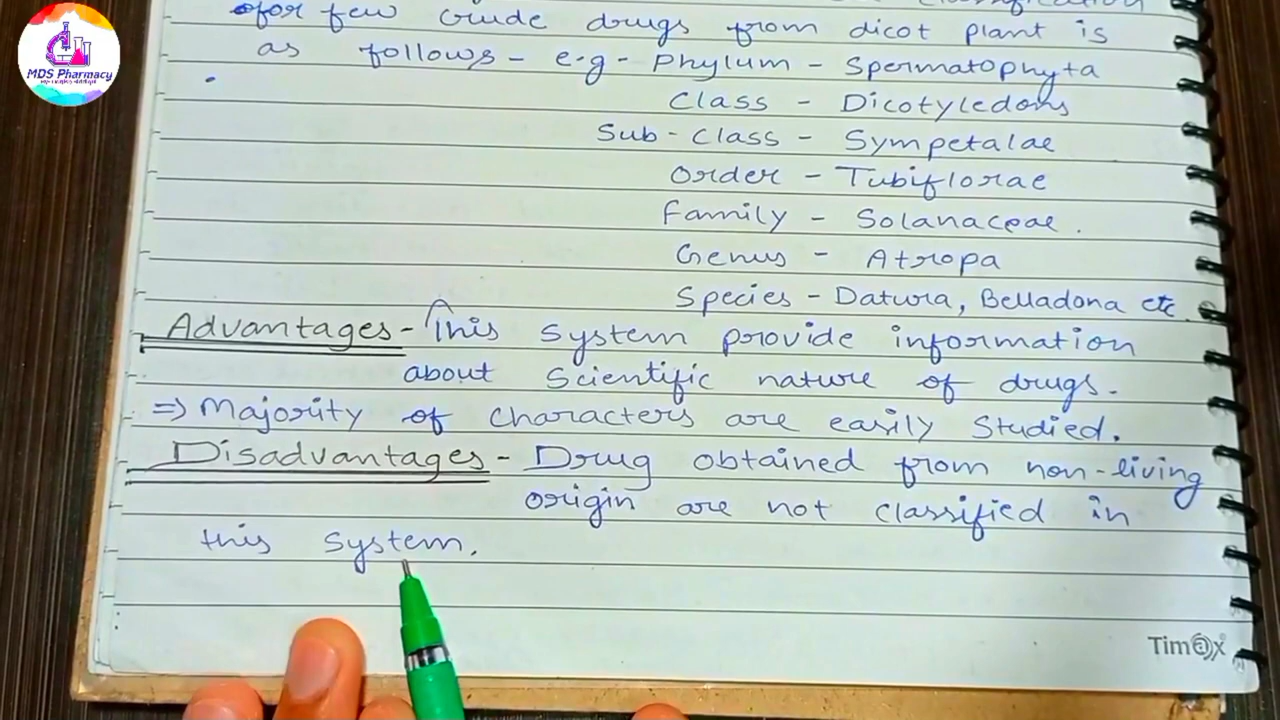 for few crude drugs from dicot plant is
as follows - e.g - Phylum - Spermatophyta
Class - Dicotyledons
Sub-Class - Sympetalae
Order - Tubiflorae
Family - Solanaceae.
Genus - Atropa
Species - Datura, Belladona etc.
Advantages - This System provide information
about Scientific nature of drugs.
⇒ Majority of characters are easily Studied.
Disadvantages - Drug obtained from non-living
origin are not classified in
this System.
MDS Pharmacy
Timex